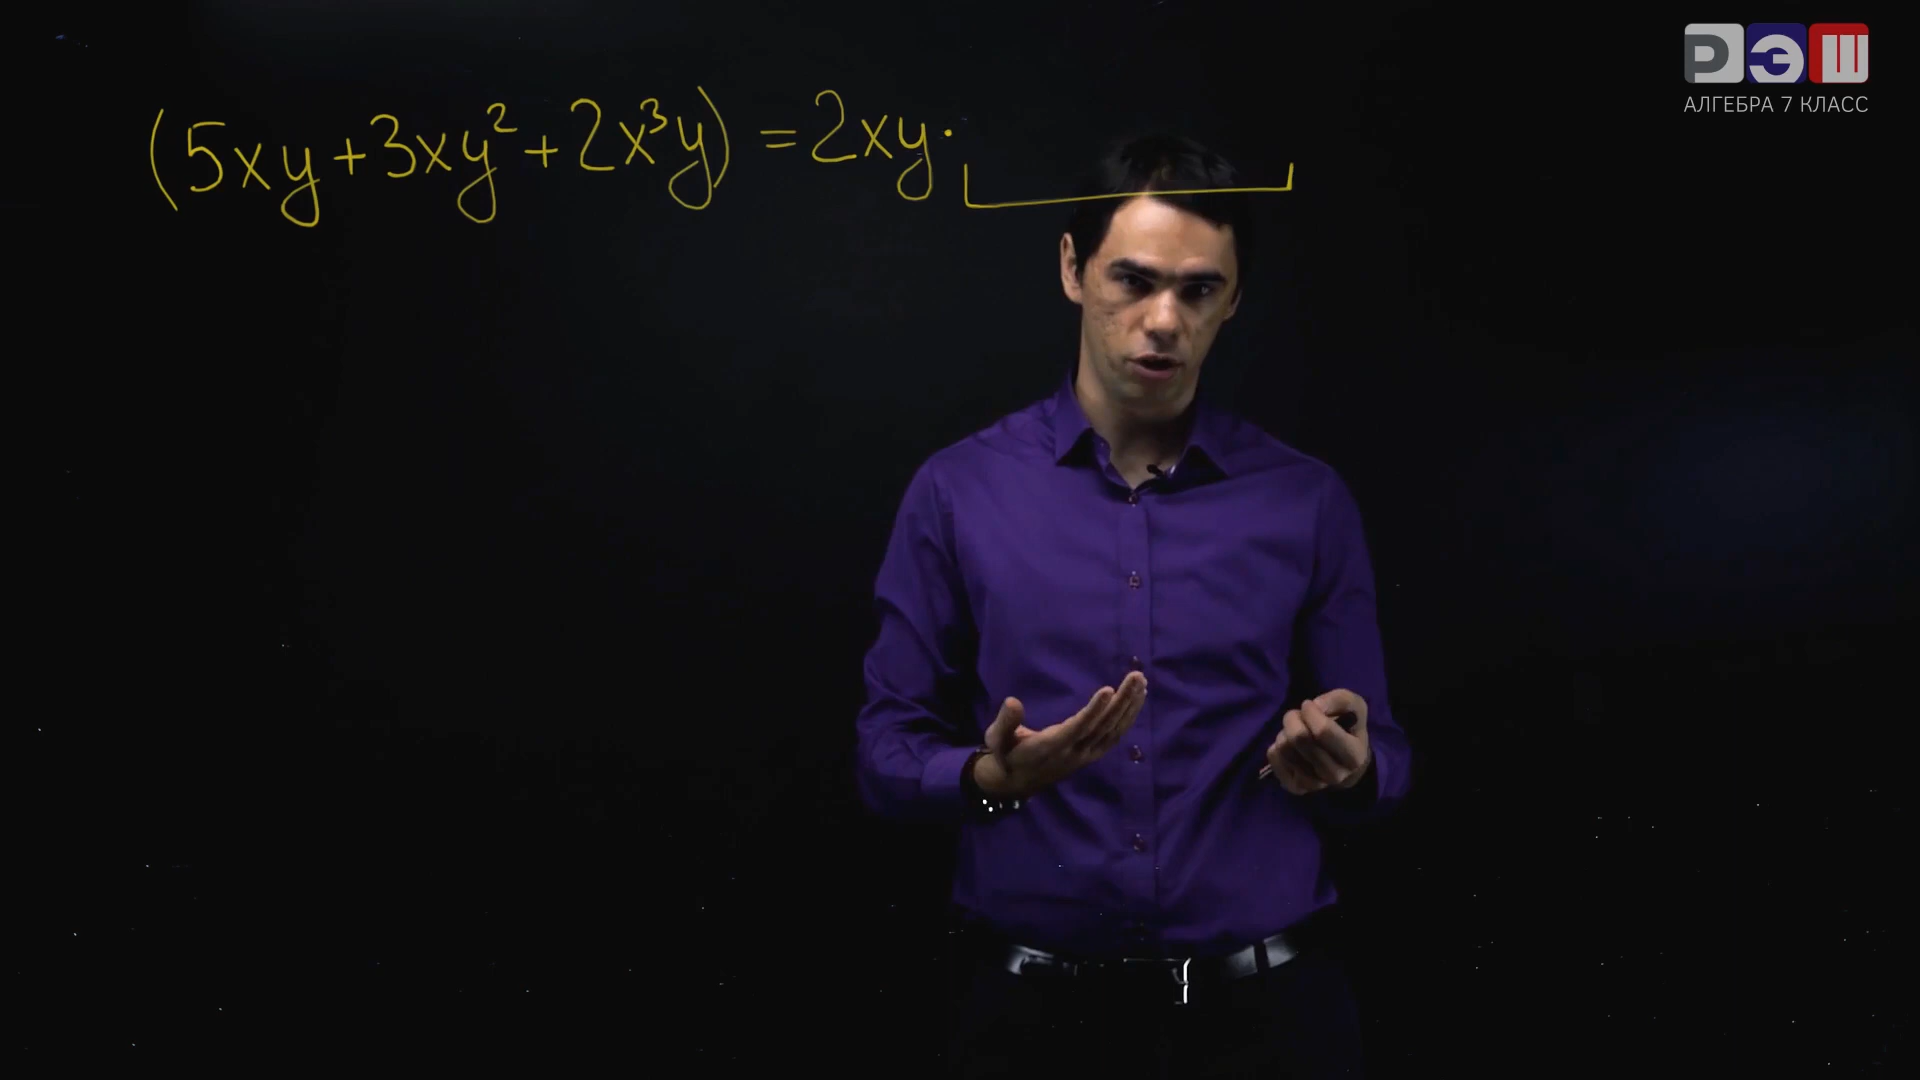 РЭШ
АЛГЕБРА 7 КЛАСС
(5xy+3xy²+2x³y) = 2xy·